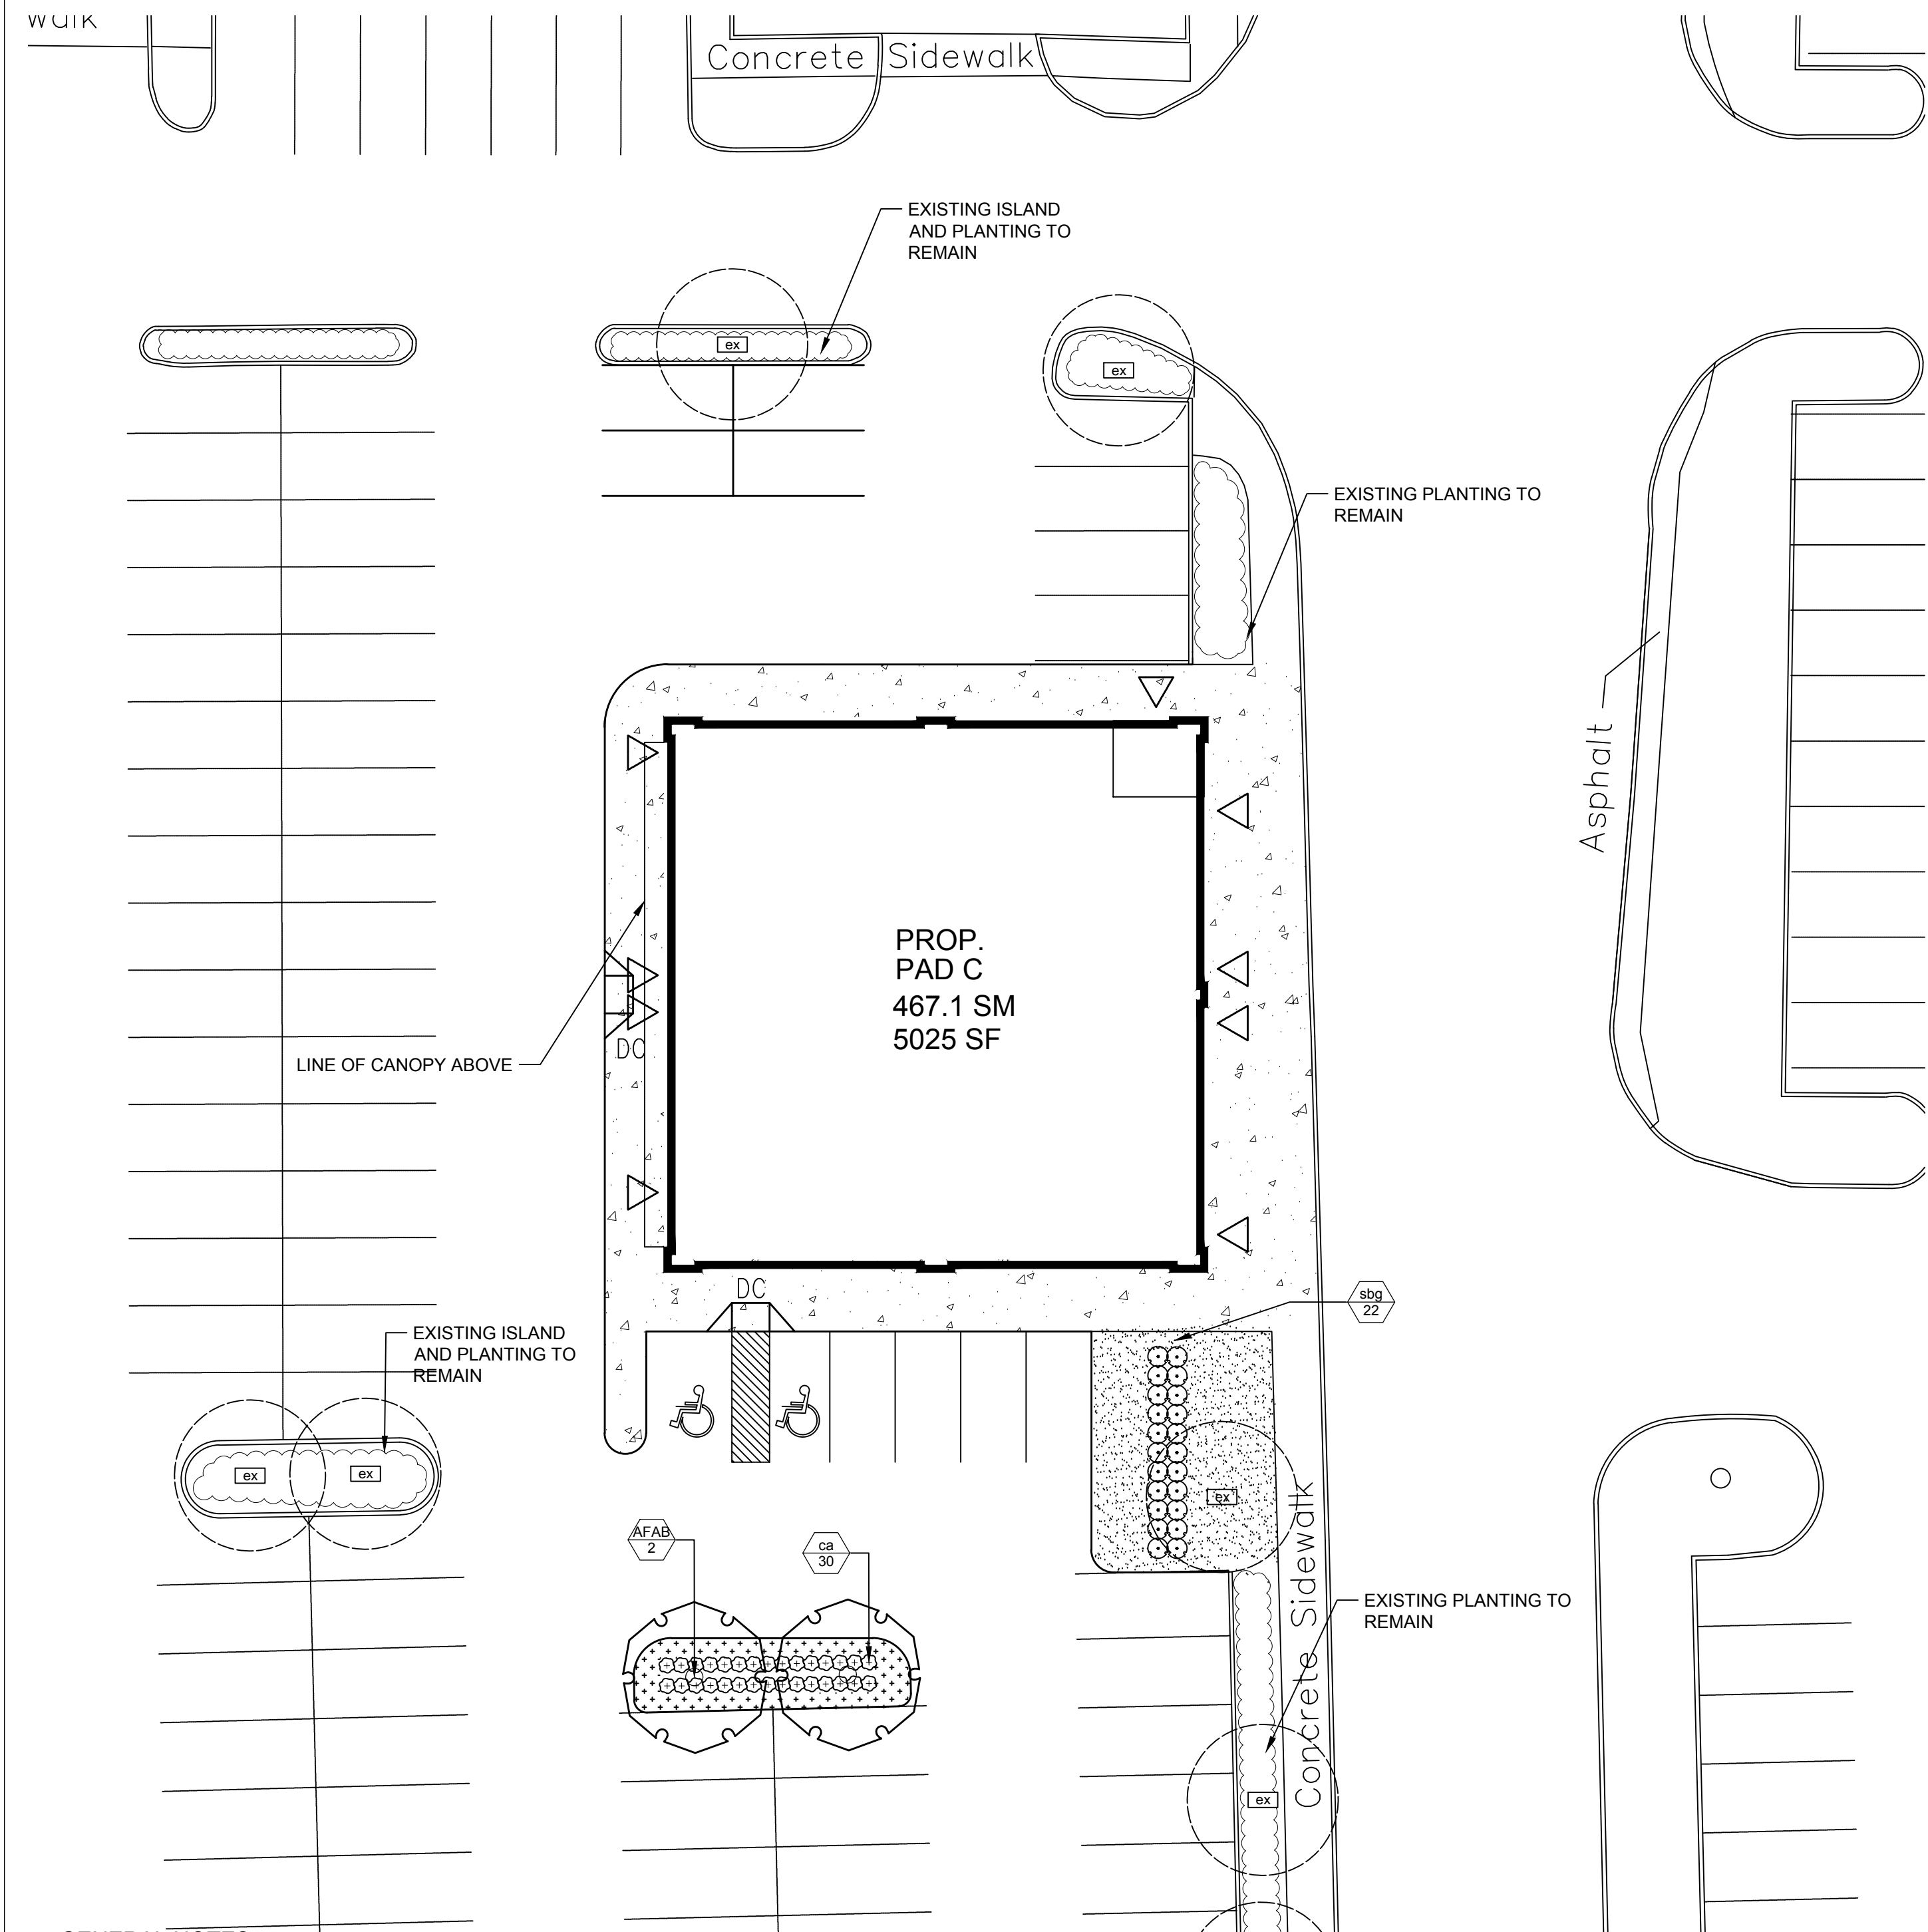 walk
Concrete Sidewalk
EXISTING ISLAND
AND PLANTING TO
REMAIN
ex
ex
EXISTING PLANTING TO
REMAIN
Asphalt
PROP.
PAD C
467.1 SM
5025 SF
DC
LINE OF CANOPY ABOVE
DC
sbg
22
EXISTING ISLAND
AND PLANTING TO
REMAIN
ex
ex
ex
AFAB
2
ca
30
Concrete Sidewalk
EXISTING PLANTING TO
REMAIN
ex